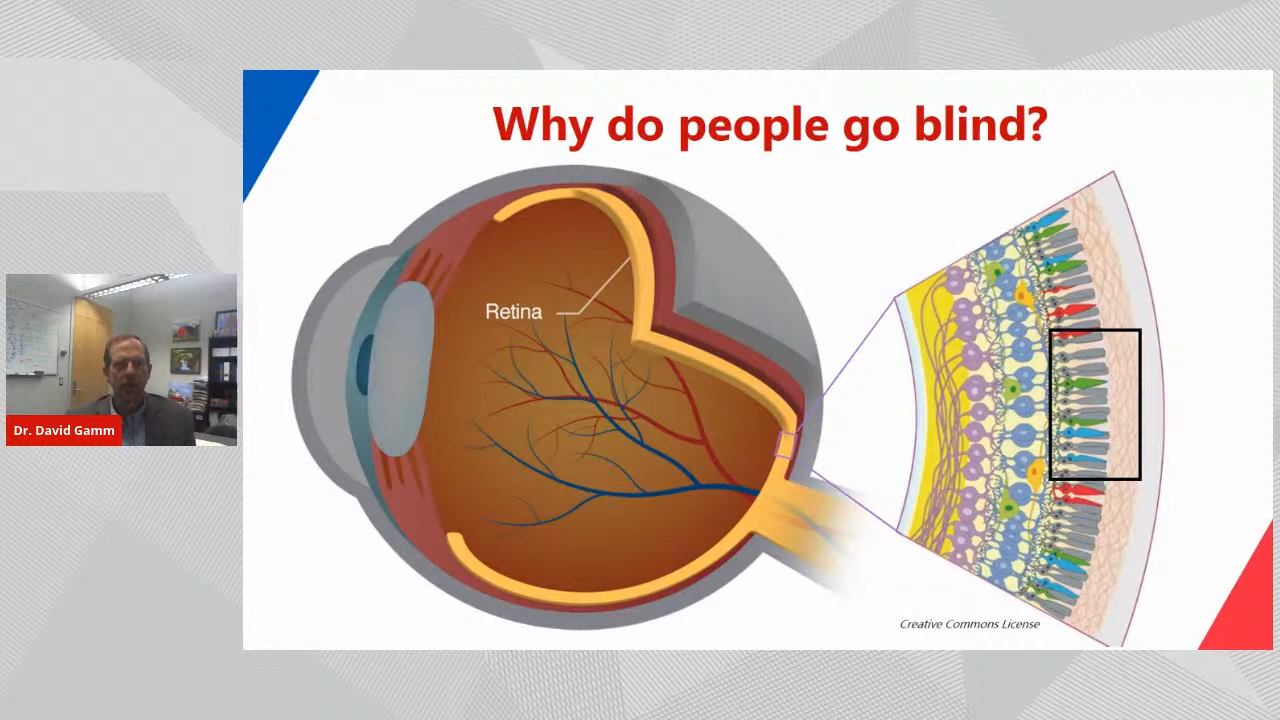 Why do people go blind?
Retina
Dr. David Gamm
Creative Commons License